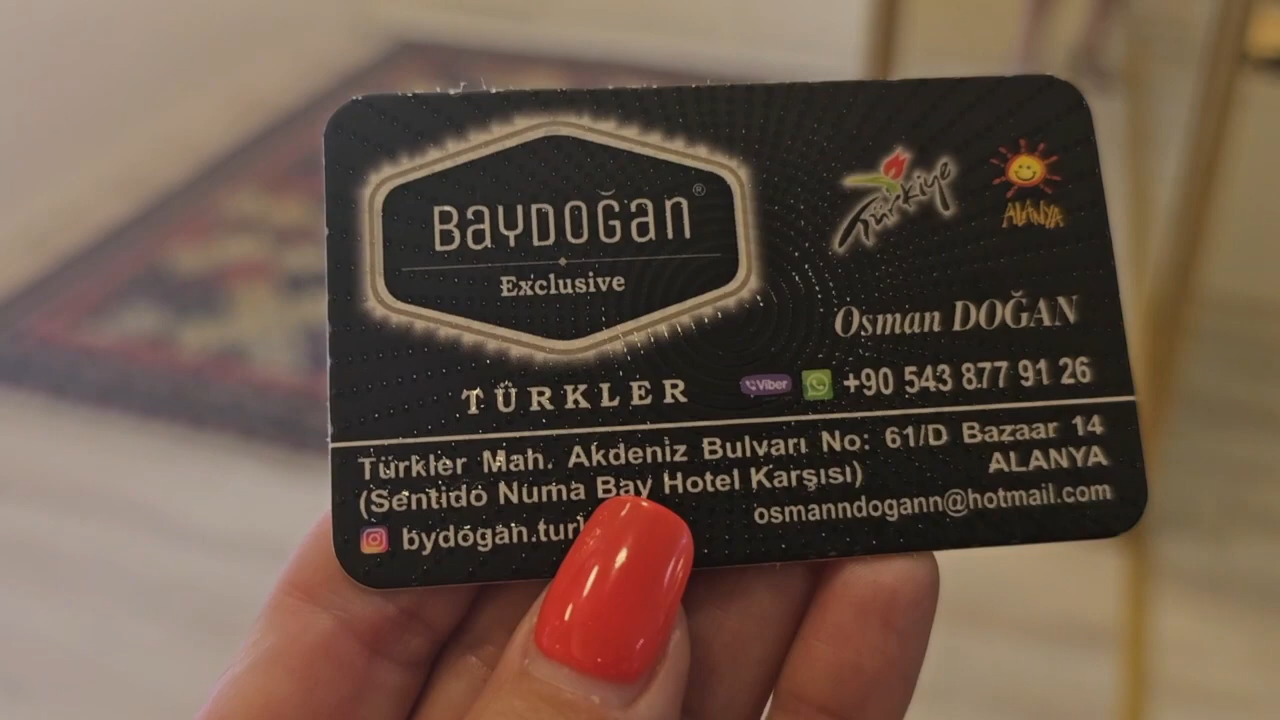 BAYDOĞAN®
Exclusive
Türkiye
ALANYA
Osman DOĞAN
TÜRKLER
Viber +90 543 877 91 26
Türkler Mah. Akdeniz Bulvarı No: 61/D Bazaar 14
(Sentido Numa Bay Hotel Karşısı) ALANYA
osmanndogann@hotmail.com